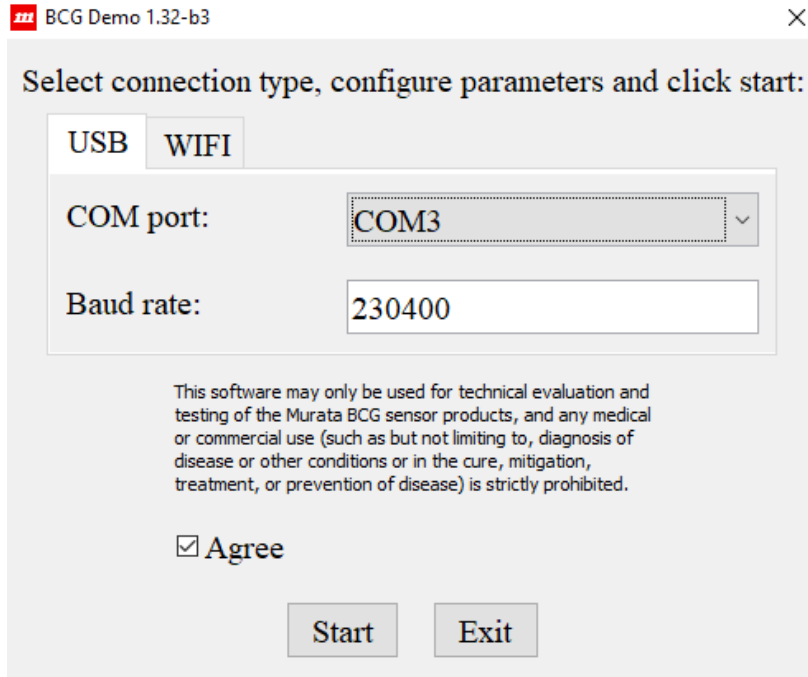 BCG Demo 1.32-b3
Select connection type, configure parameters and click start:
USB WIFI
COM port: COM3
Baud rate: 230400
This software may only be used for technical evaluation and
testing of the Murata BCG sensor products, and any medical
or commercial use (such as but not limiting to, diagnosis of
disease or other conditions or in the cure, mitigation,
treatment, or prevention of disease) is strictly prohibited.
Agree
Start Exit